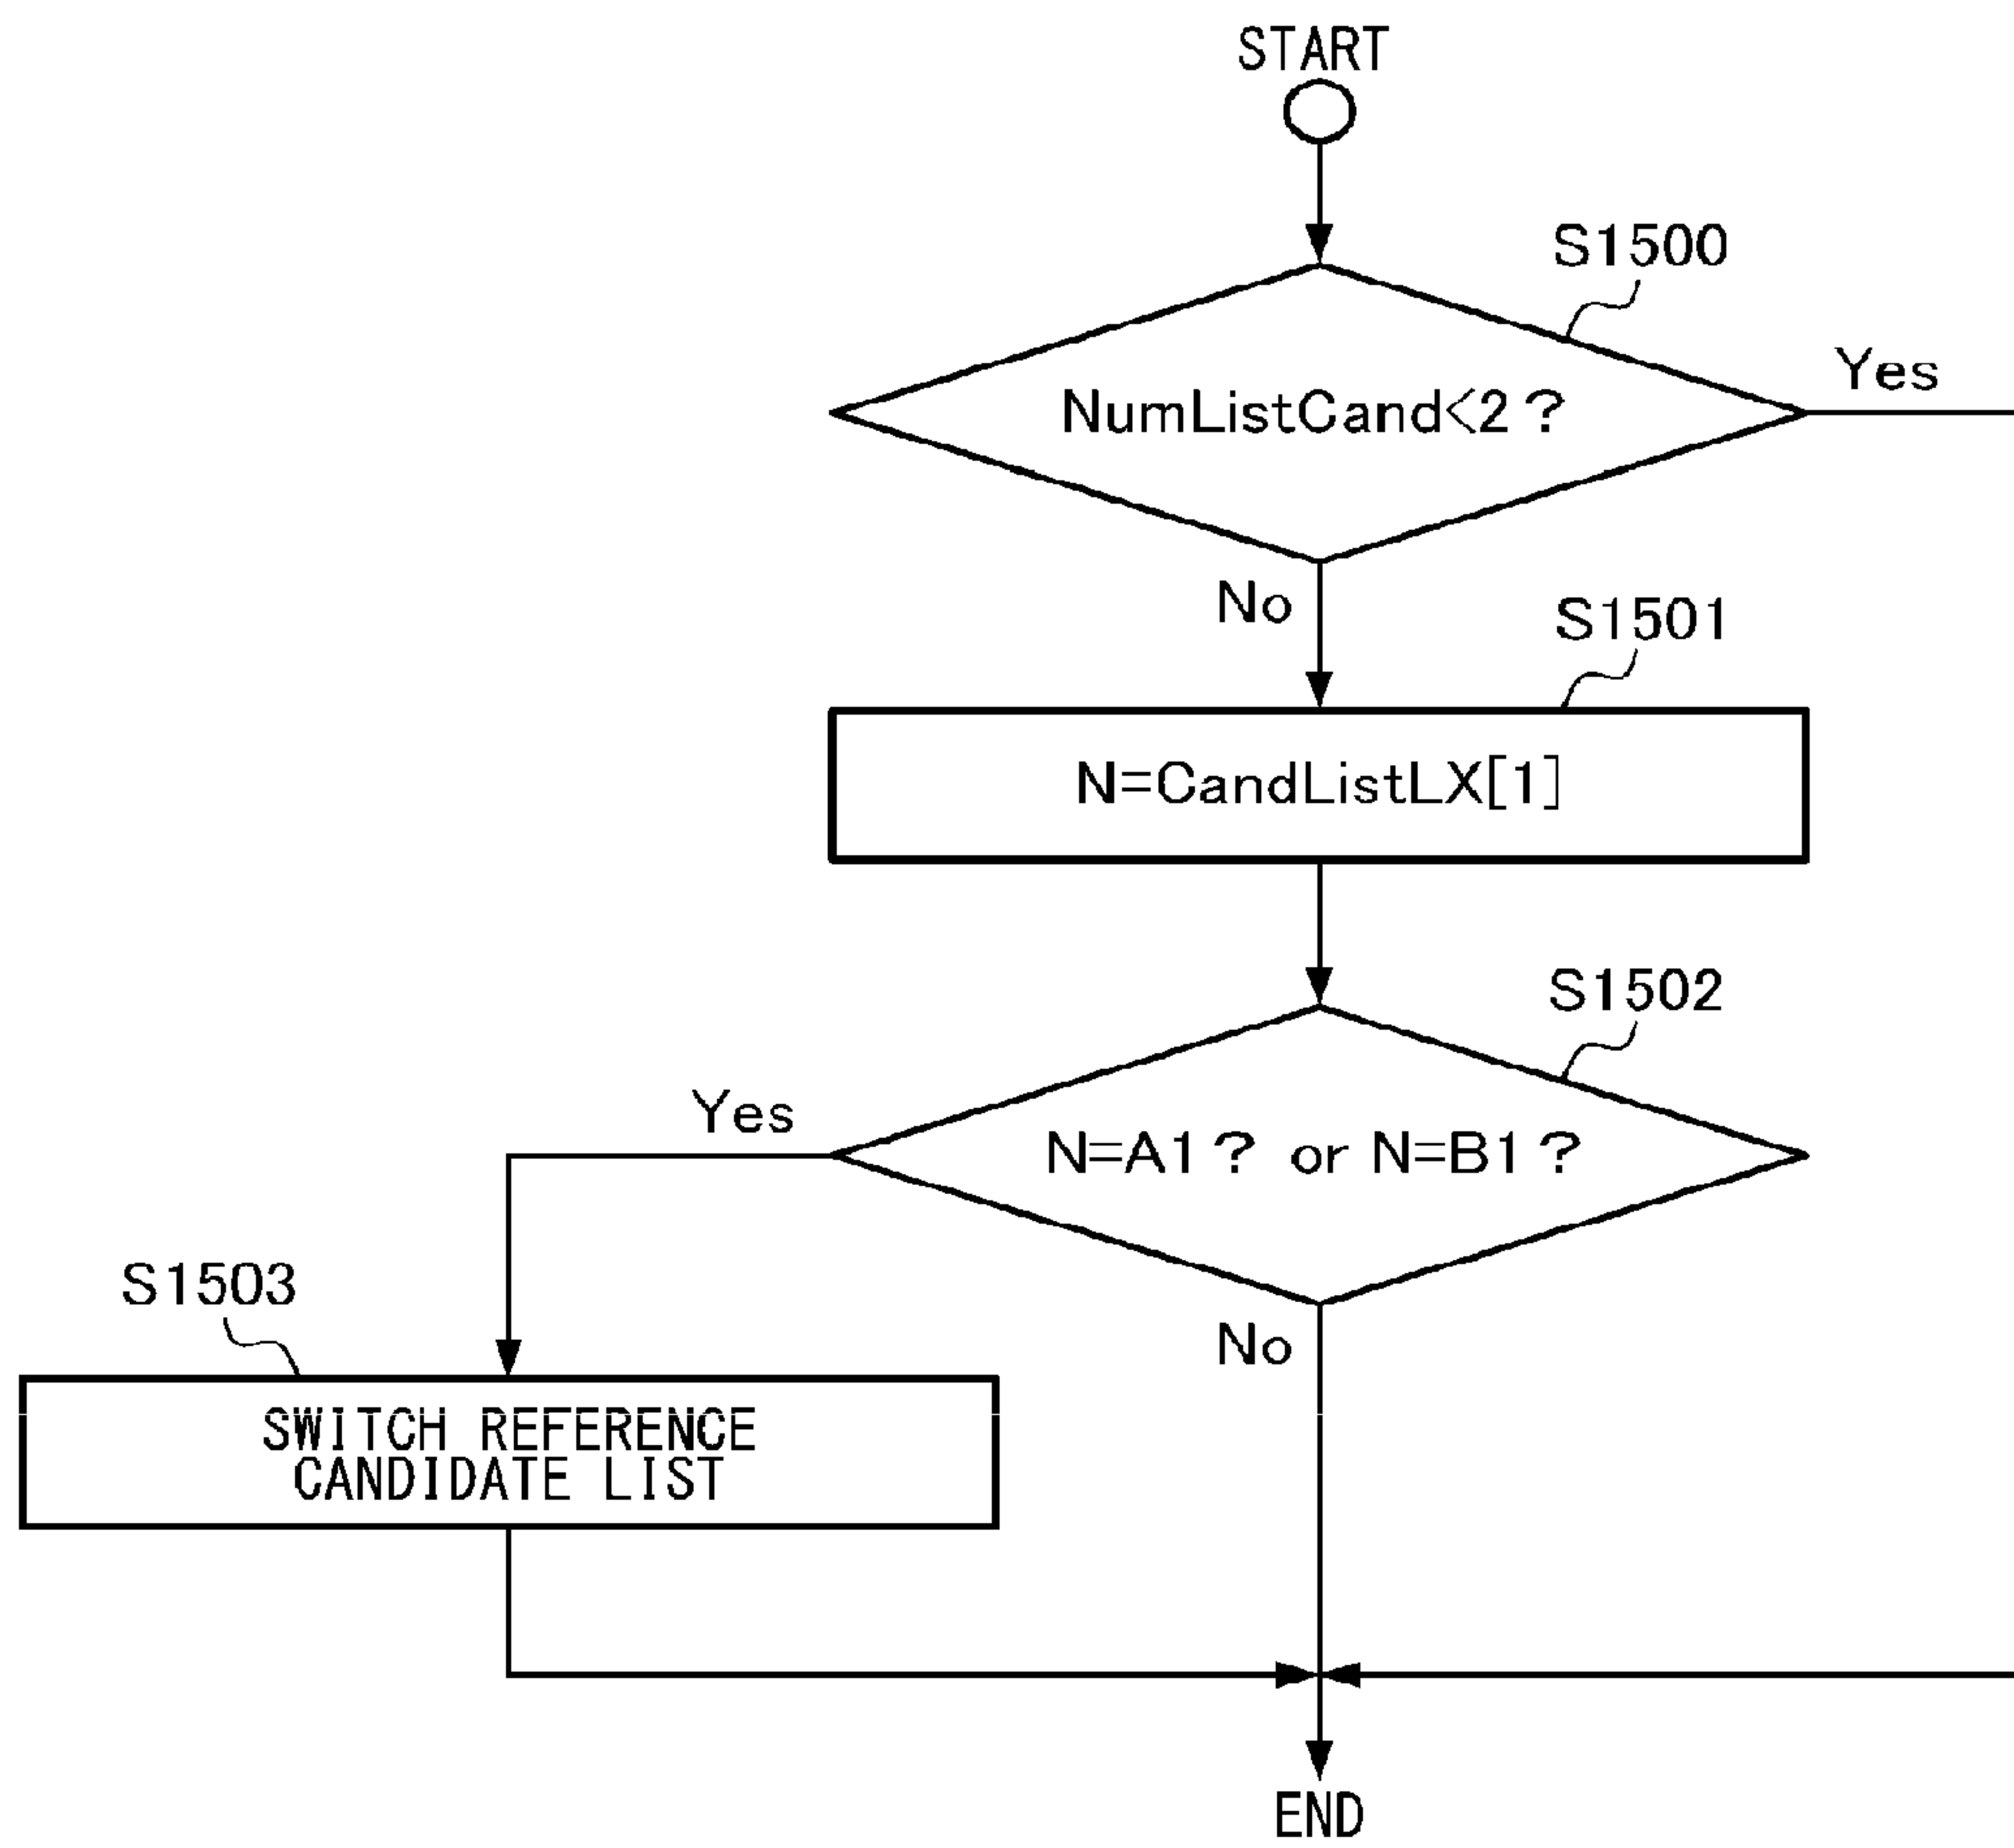 START
S1500
Yes
NumListCand<2?
No
S1501
N=CandListLX[1]
S1502
Yes
N=A1? or N=B1?
S1503
No
SWITCH REFERENCE
CANDIDATE LIST
END